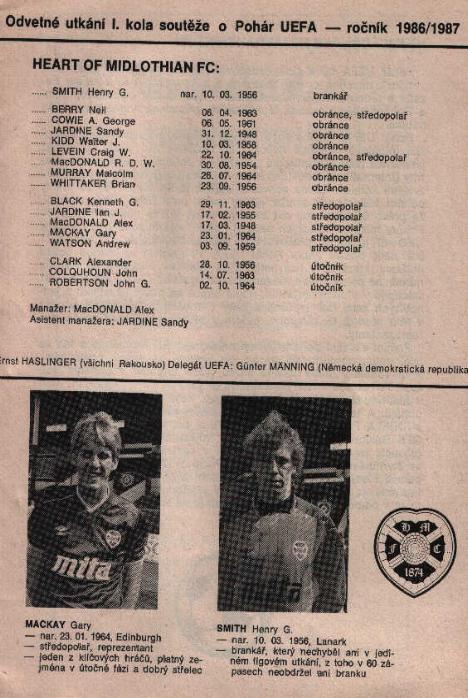 Odvetné utkání I. kola soutěže o Pohár UEFA — ročník 1986/1987
HEART OF MIDLOTHIAN FC:
..... SMITH Henry G. nar. 10. 03. 1956 brankář
..... BERRY Neil 06. 04. 1963 obránce, středopolař
..... COWIE A. George 06. 05. 1961 obránce
..... JARDINE Sandy 31. 12. 1948 obránce
..... KIDD Walter J. 10. 03. 1958 obránce
..... LEVEIN Craig W. 22. 10. 1964 obránce, středopolař
..... MacDONALD R. D. W. 30. 08. 1954 obránce
..... MURRAY Malcolm 26. 07. 1964 obránce
..... WHITTAKER Brian 23. 09. 1956 obránce
..... BLACK Kenneth G. 29. 11. 1963 středopolař
..... JARDINE Ian J. 17. 02. 1955 středopolař
..... MacDONALD Alex 17. 03. 1948 středopolař
..... MACKAY Gary 23. 01. 1964 středopolař
..... WATSON Andrew 03. 09. 1959 středopolař
..... CLARK Alexander 28. 10. 1956 útočník
..... COLQUHOUN John 14. 07. 1963 útočník
..... ROBERTSON John G. 02. 10. 1964 útočník
Manažer: MacDONALD Alex
Asistent manažera: JARDINE Sandy
Ernst HASLINGER (všichni Rakousko) Delegát UEFA: Günter MÄNNING (Německá demokratická republika
mita
H M
F C
1874
MACKAY Gary
— nar. 23. 01. 1964, Edinburgh
— středopolař, reprezentant
— jeden z klíčových hráčů, platný ze-
jména v útočné fázi a dobrý střelec
SMITH Henry G.
— nar. 10. 03. 1956, Lanark
— brankář, který nechyběl ani v jedi-
ném ligovém utkání, z toho v 60 zá-
pasech neobdržel ani branku